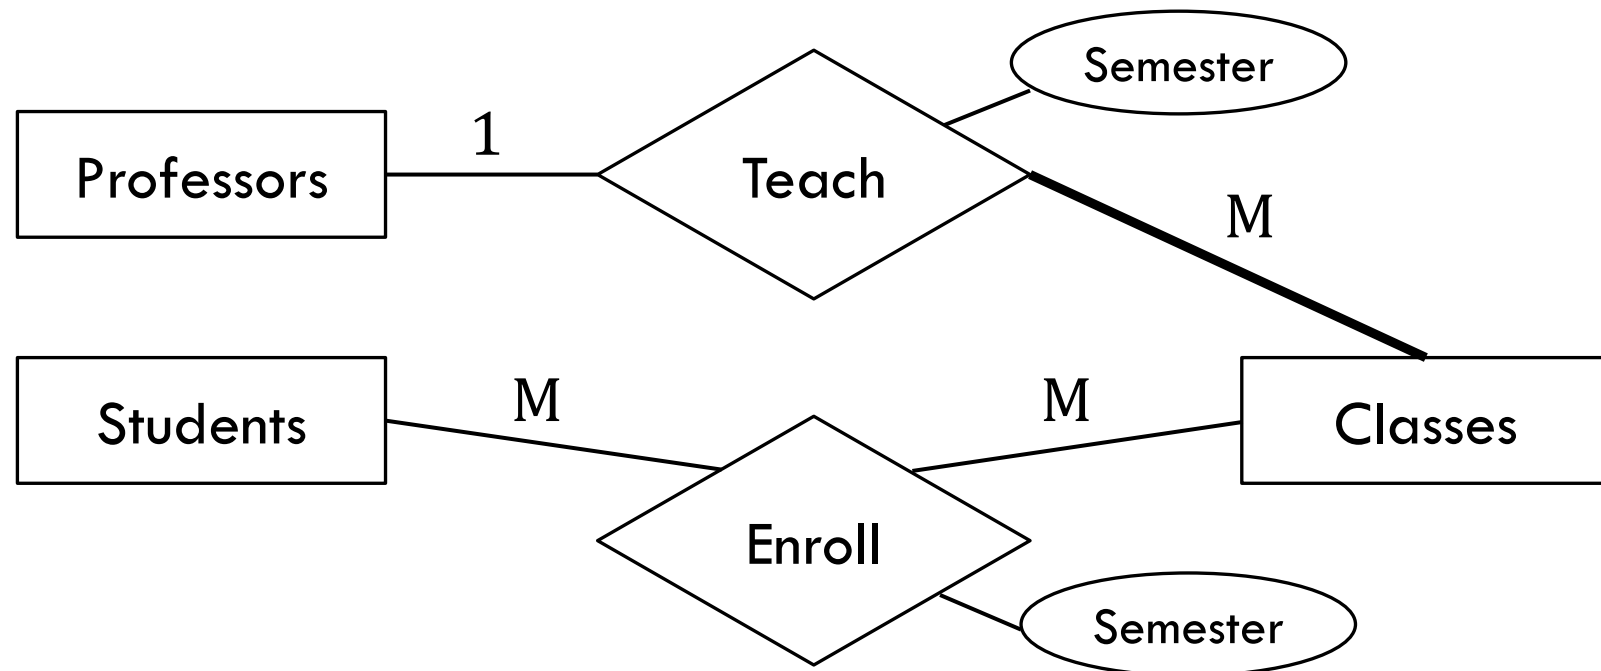 Semester
1
Professors
Teach
M
Students
M
M
Classes
Enroll
Semester